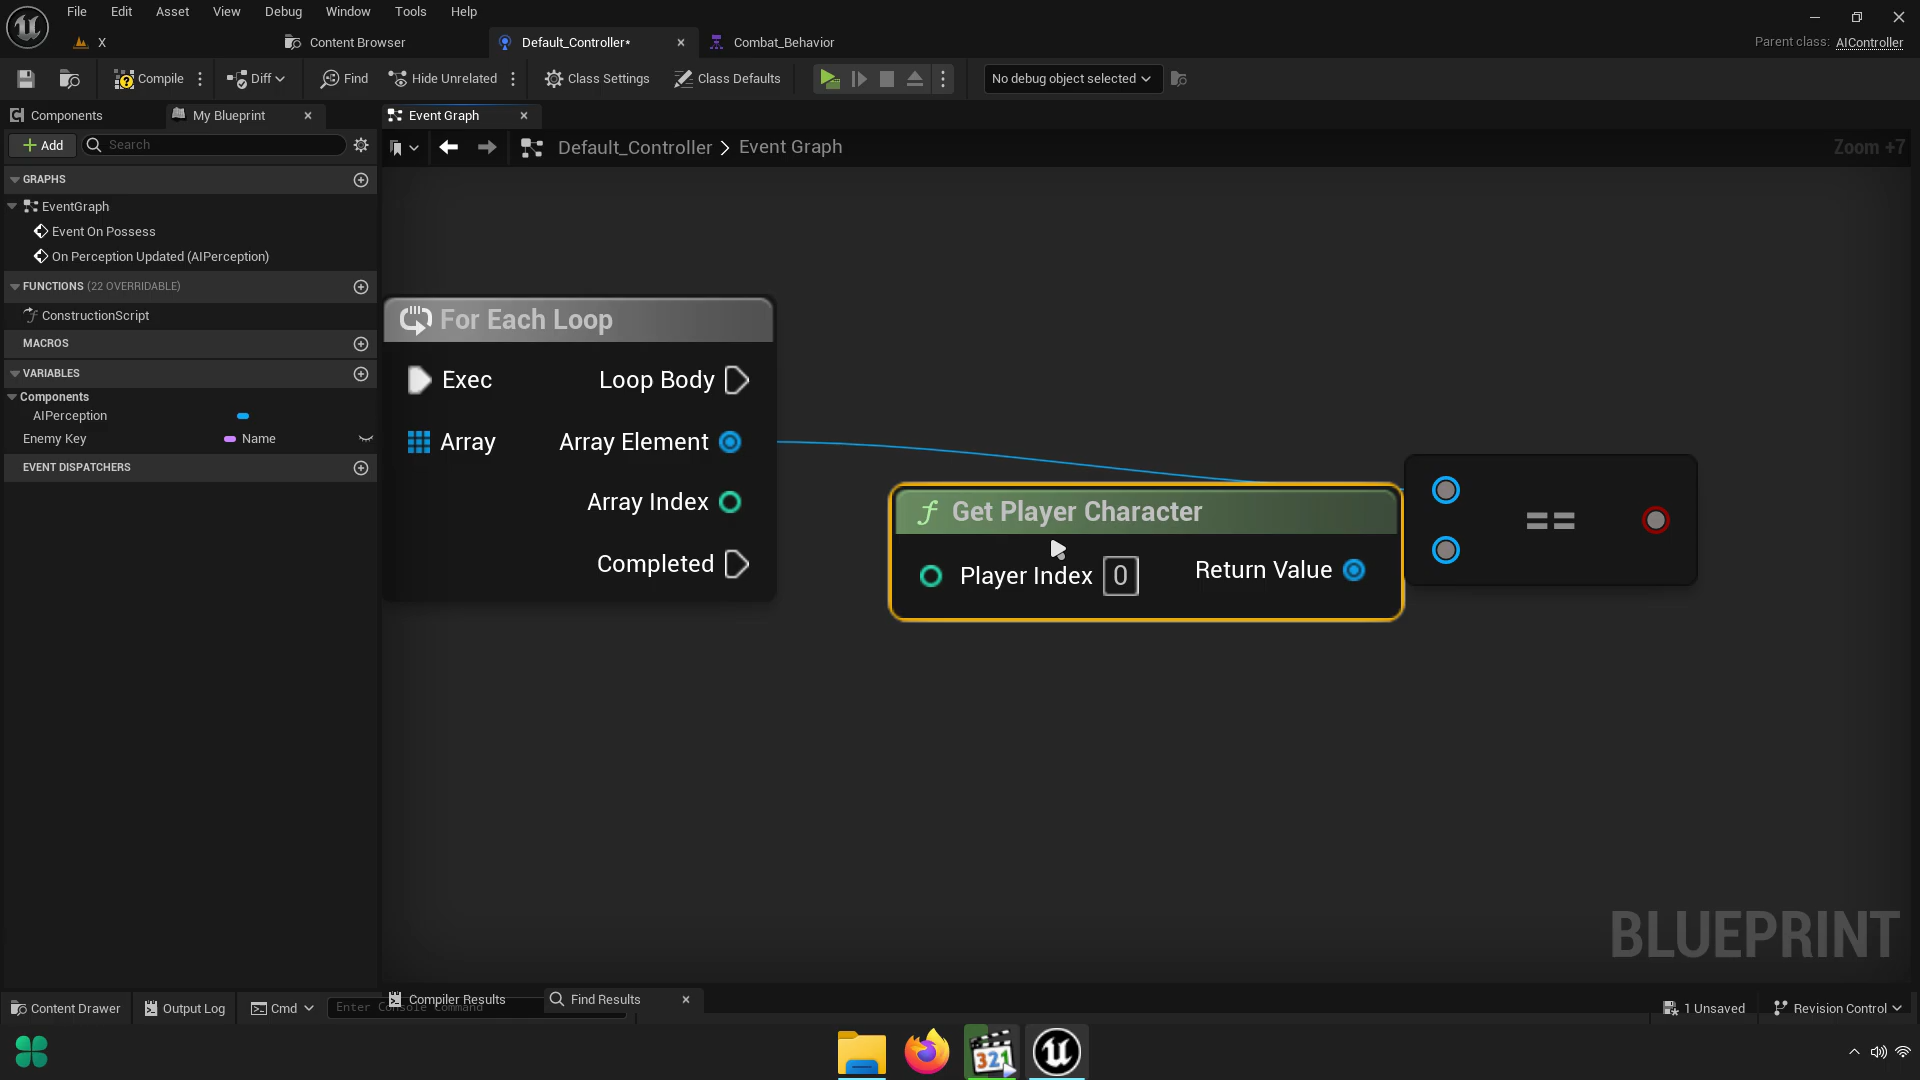 File Edit Asset View Debug Window Tools Help
X Content Browser Default_Controller* Combat_Behavior Parent class: AIController
Compile Diff Find Hide Unrelated Class Settings Class Defaults No debug object selected
Components My Blueprint Event Graph
Add Search Default_Controller > Event Graph Zoom +7
GRAPHS
EventGraph
Event On Possess
On Perception Updated (AIPerception)
FUNCTIONS (22 OVERRIDABLE)
ConstructionScript
MACROS
VARIABLES
Components
AIPerception
Enemy Key Name
EVENT DISPATCHERS
For Each Loop
Exec Loop Body
Array Array Element
Array Index
Completed
Get Player Character
Player Index 0 Return Value
==
BLUEPRINT
Compiler Results Find Results
Content Drawer Output Log Cmd Enter Console Command 1 Unsaved Revision Control
321